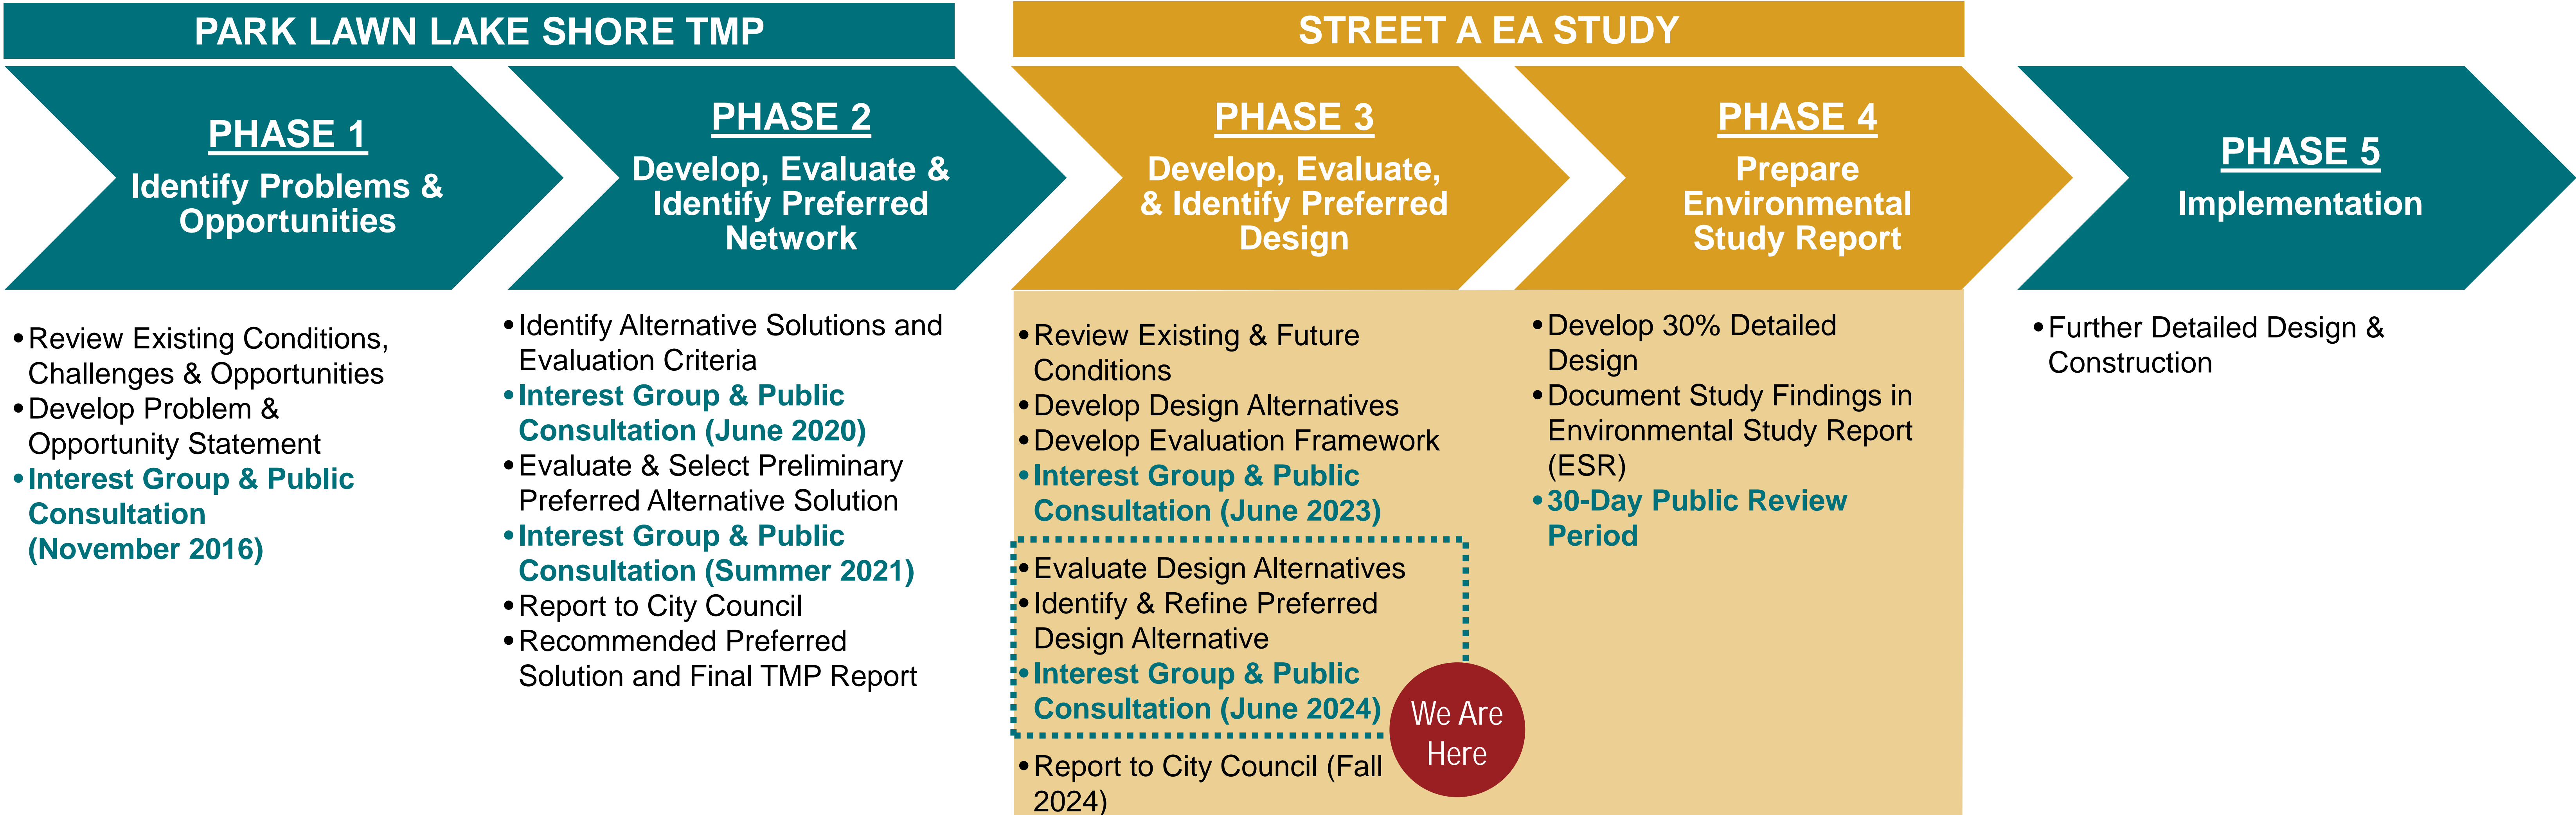 PARK LAWN LAKE SHORE TMP
STREET A EA STUDY
PHASE 1
Identify Problems &
Opportunities
PHASE 2
Develop, Evaluate &
Identify Preferred
Network
PHASE 3
Develop, Evaluate,
& Identify Preferred
Design
PHASE 4
Prepare
Environmental
Study Report
PHASE 5
Implementation
•Review Existing Conditions,
Challenges & Opportunities
•Develop Problem &
Opportunity Statement
•Interest Group & Public
Consultation
(November 2016)
•Identify Alternative Solutions and
Evaluation Criteria
•Interest Group & Public
Consultation (June 2020)
•Evaluate & Select Preliminary
Preferred Alternative Solution
•Interest Group & Public
Consultation (Summer 2021)
•Report to City Council
•Recommended Preferred
Solution and Final TMP Report
•Review Existing & Future
Conditions
•Develop Design Alternatives
•Develop Evaluation Framework
•Interest Group & Public
Consultation (June 2023)
•Evaluate Design Alternatives
•Identify & Refine Preferred
Design Alternative
•Interest Group & Public
Consultation (June 2024)
We Are
Here
•Report to City Council (Fall
2024)
•Develop 30% Detailed
Design
•Document Study Findings in
Environmental Study Report
(ESR)
•30-Day Public Review
Period
•Further Detailed Design &
Construction